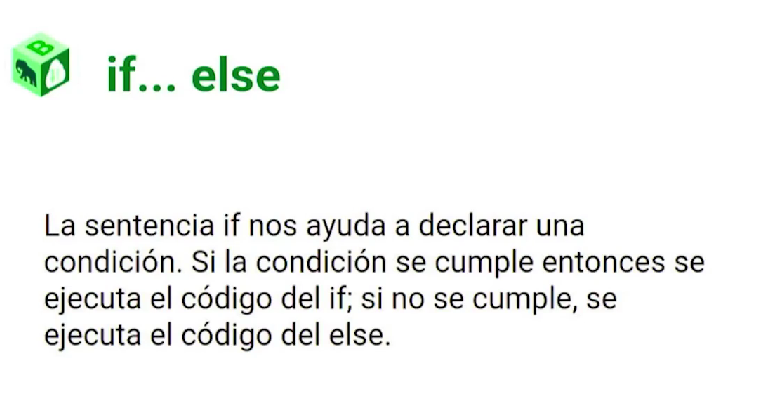 B
if... else
La sentencia if nos ayuda a declarar una
condición. Si la condición se cumple entonces se
ejecuta el código del if; si no se cumple, se
ejecuta el código del else.